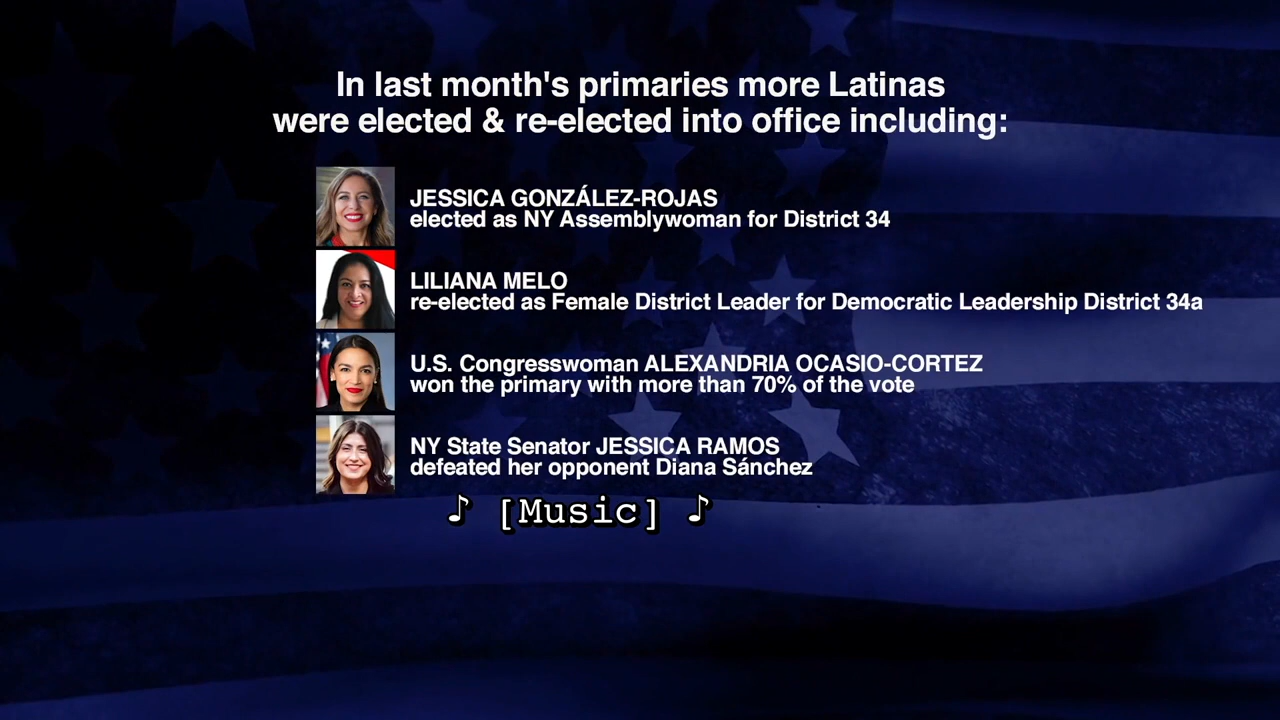 In last month's primaries more Latinas
were elected & re-elected into office including:
JESSICA GONZÁLEZ-ROJAS
elected as NY Assemblywoman for District 34
LILIANA MELO
re-elected as Female District Leader for Democratic Leadership District 34a
U.S. Congresswoman ALEXANDRIA OCASIO-CORTEZ
won the primary with more than 70% of the vote
NY State Senator JESSICA RAMOS
defeated her opponent Diana Sánchez
♪ [Music] ♪